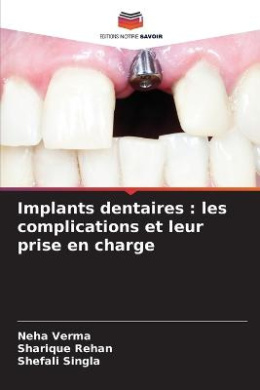 EDITIONS NOTRE SAVOIR
Implants dentaires : les
complications et leur
prise en charge
Neha Verma
Sharique Rehan
Shefali Singla